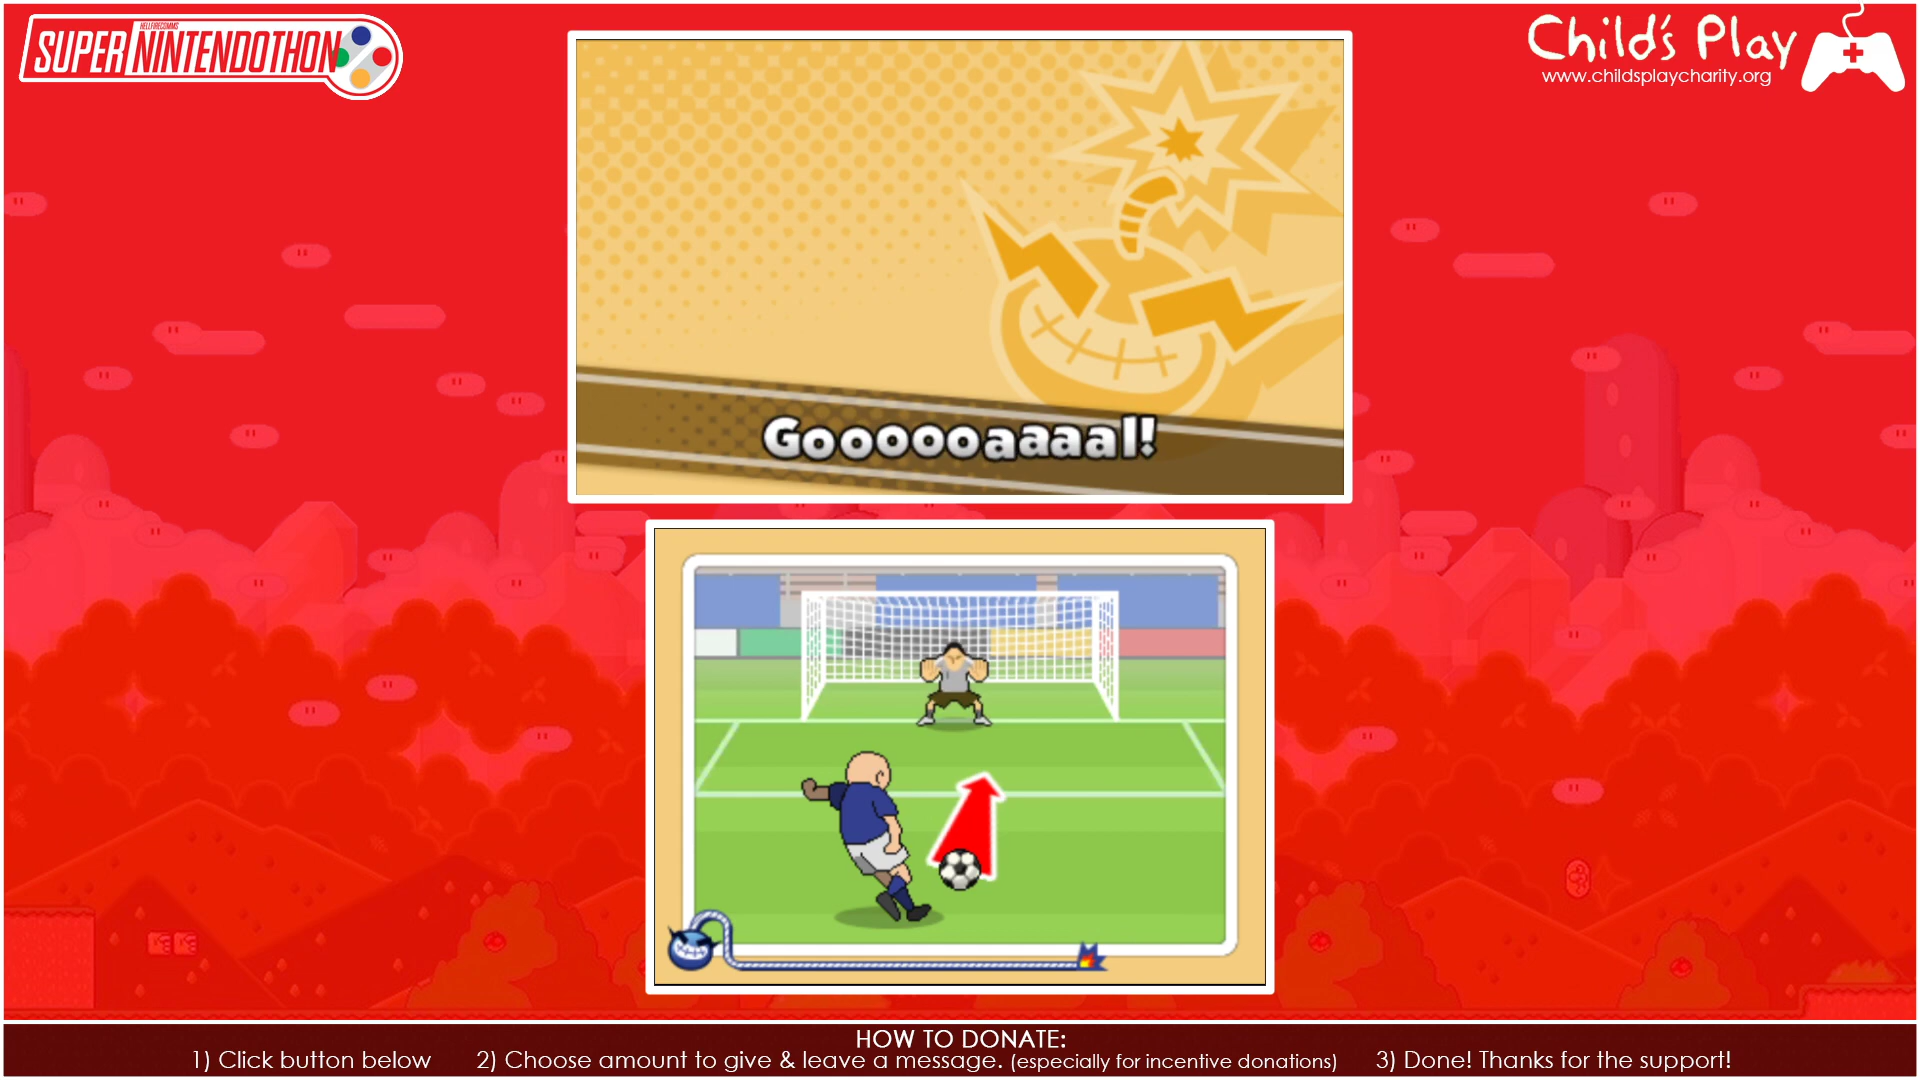 HELLFIRECOMMS
SUPER NINTENDOTHON
Child's Play
www.childsplaycharity.org
Goooooaaaal!
HOW TO DONATE:
1) Click button below 2) Choose amount to give & leave a message. (especially for incentive donations) 3) Done! Thanks for the support!